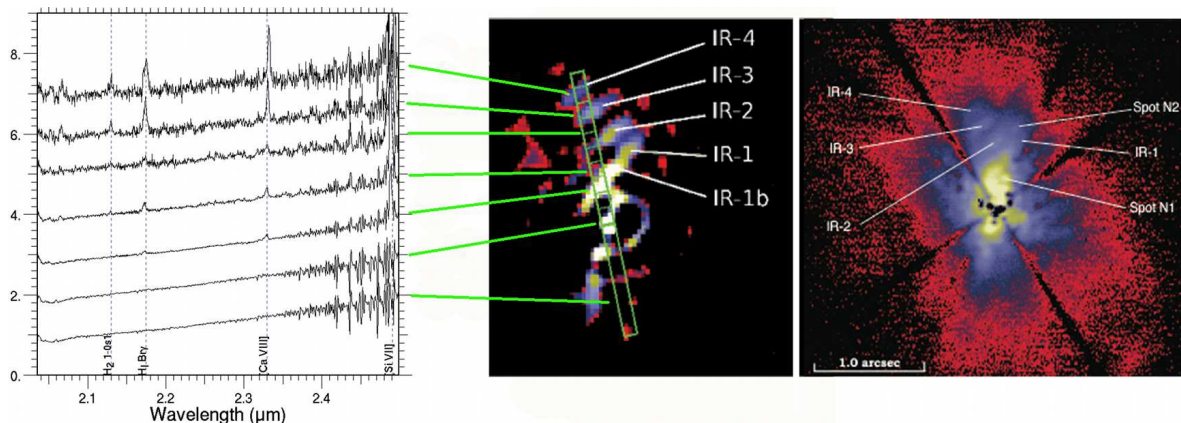 8.
6.
4.
2.
0.
H₂ 1-0s1
H I Brγ
Ca VIII]
Si VII]
2.1
2.2
2.3
2.4
Wavelength (μm)
IR-4
IR-3
IR-2
IR-1
IR-1b
IR-4
Spot N2
IR-3
IR-1
Spot N1
IR-2
1.0 arcsec